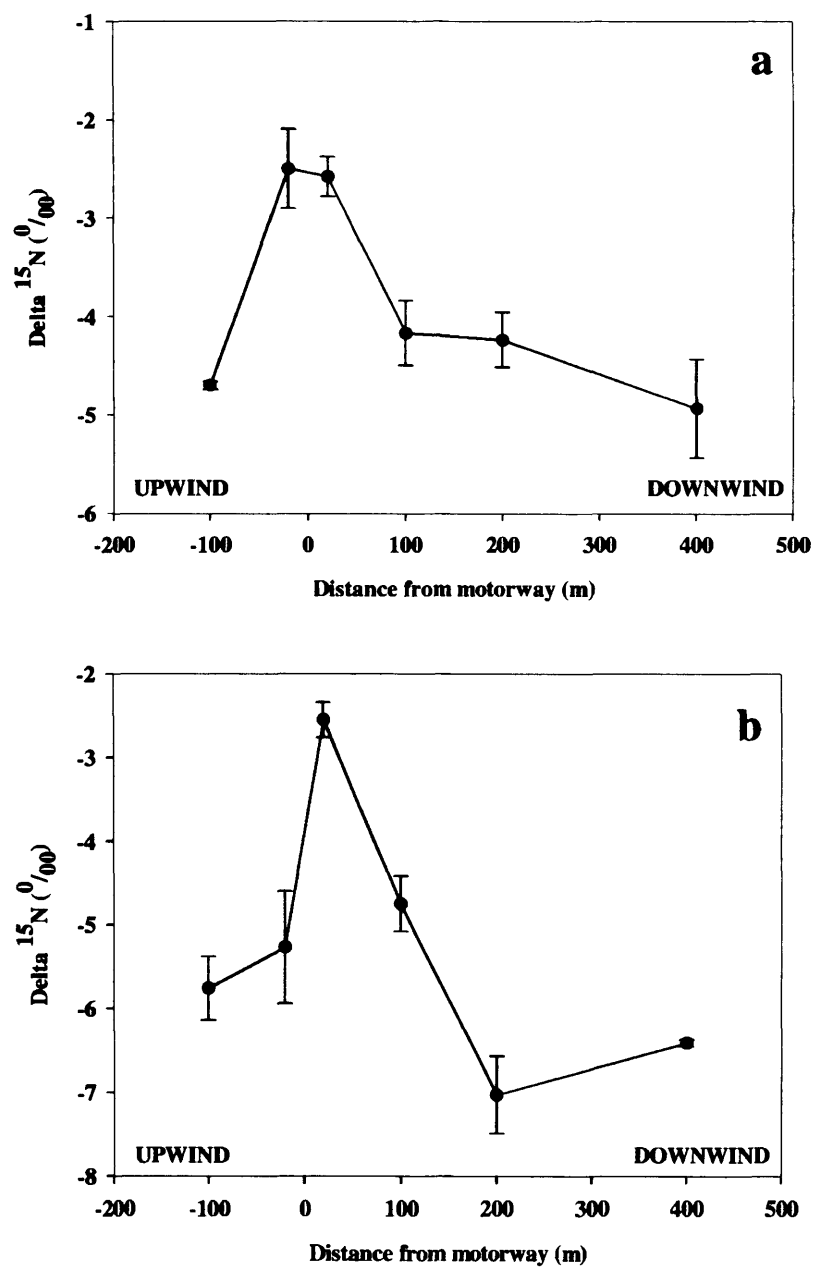 a
-1
-2
-3
-4
-5
-6
Delta 15N (0/00)
UPWIND
DOWNWIND
-200 -100 0 100 200 300 400 500
Distance from motorway (m)
b
-2
-3
-4
-5
-6
-7
-8
Delta 15N (0/00)
UPWIND
DOWNWIND
-200 -100 0 100 200 300 400 500
Distance from motorway (m)